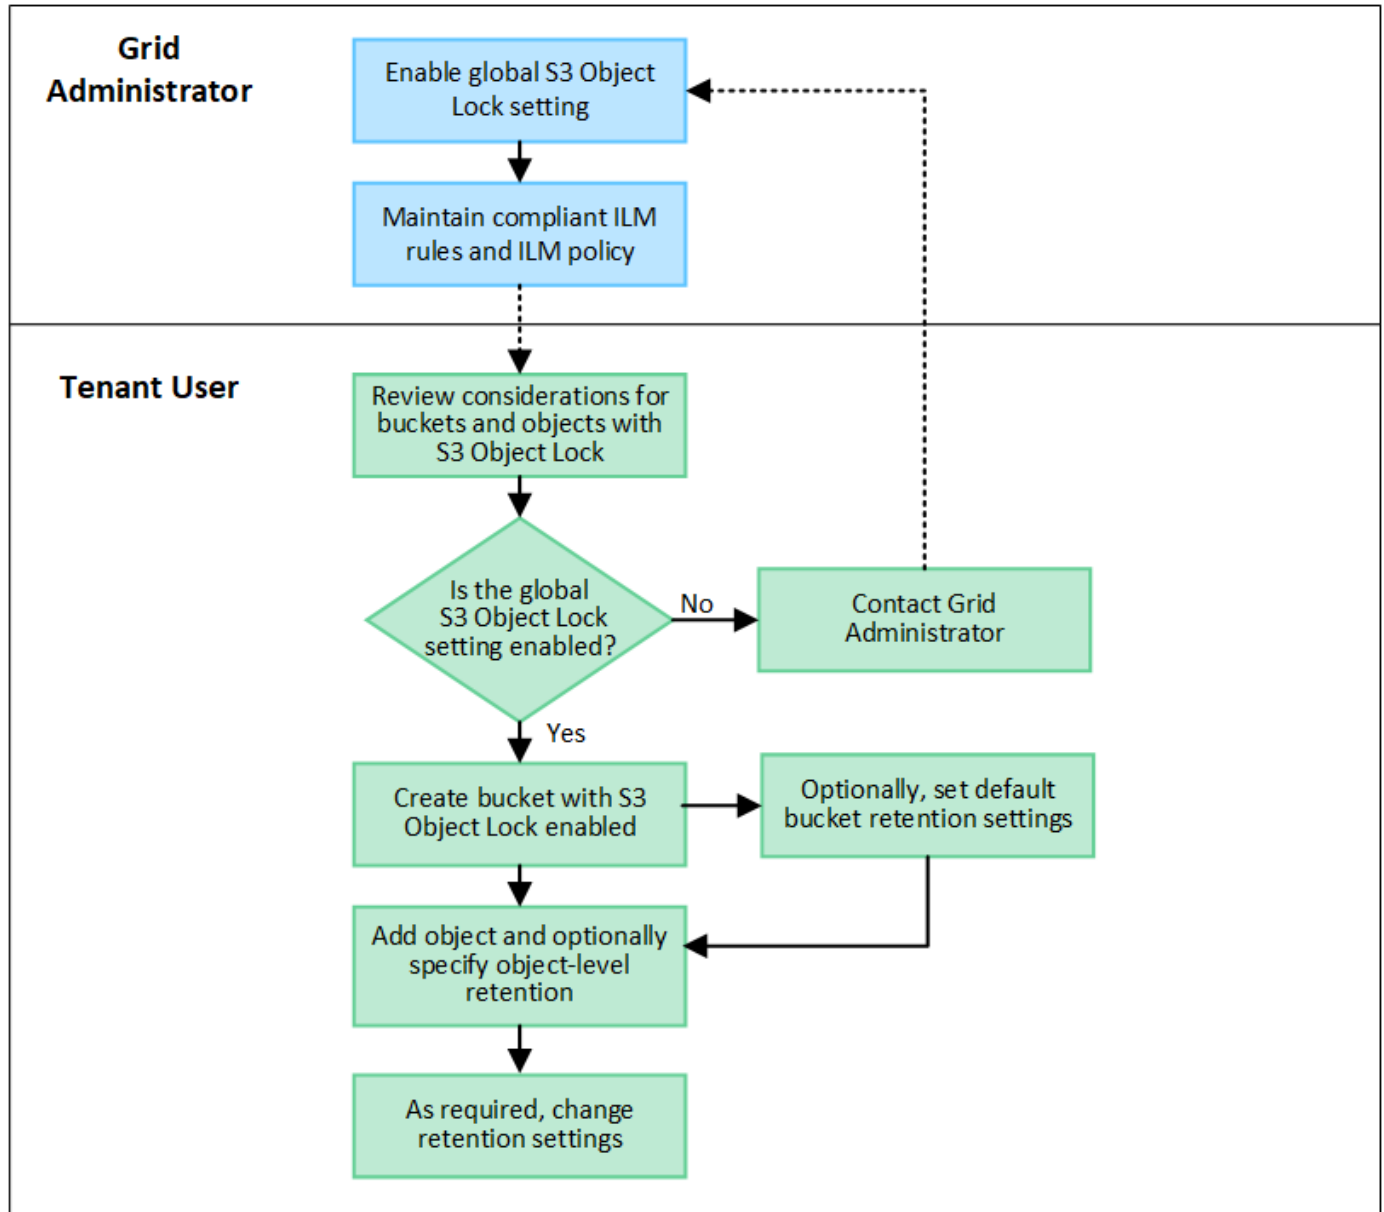 Grid
Administrator
Enable global S3 Object
Lock setting
Maintain compliant ILM
rules and ILM policy
Tenant User
Review considerations for
buckets and objects with
S3 Object Lock
Is the global
S3 Object Lock
setting enabled?
No
Contact Grid
Administrator
Yes
Create bucket with S3
Object Lock enabled
Optionally, set default
bucket retention settings
Add object and optionally
specify object-level
retention
As required, change
retention settings